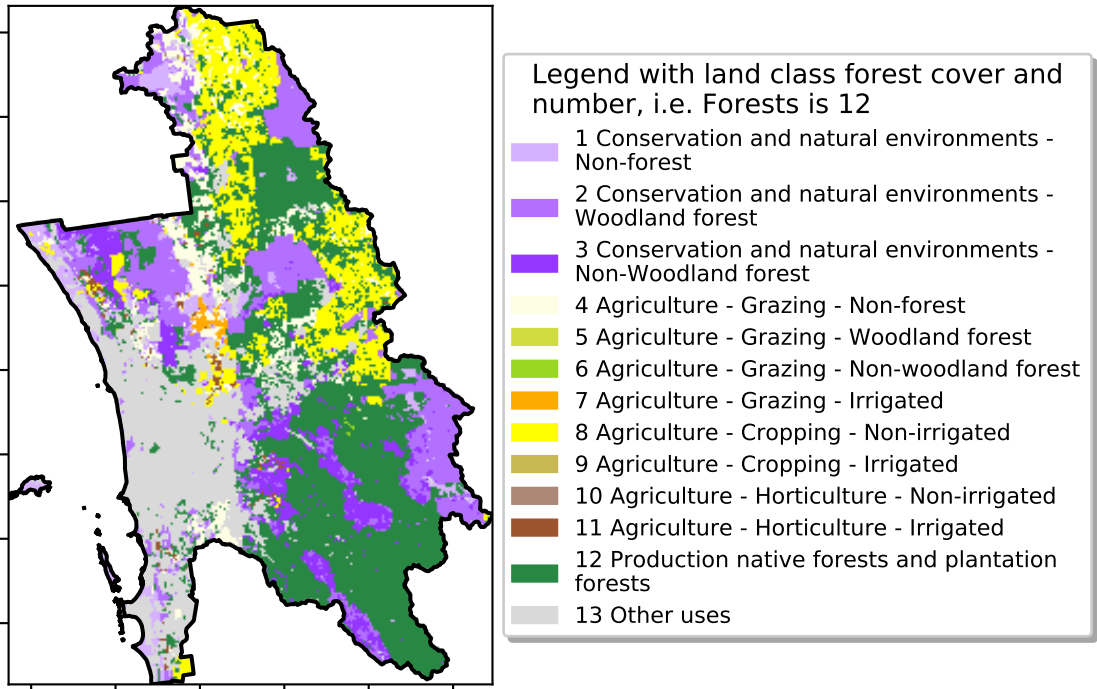 Legend with land class forest cover and
number, i.e. Forests is 12
1 Conservation and natural environments -
Non-forest
2 Conservation and natural environments -
Woodland forest
3 Conservation and natural environments -
Non-Woodland forest
4 Agriculture - Grazing - Non-forest
5 Agriculture - Grazing - Woodland forest
6 Agriculture - Grazing - Non-woodland forest
7 Agriculture - Grazing - Irrigated
8 Agriculture - Cropping - Non-irrigated
9 Agriculture - Cropping - Irrigated
10 Agriculture - Horticulture - Non-irrigated
11 Agriculture - Horticulture - Irrigated
12 Production native forests and plantation
forests
13 Other uses